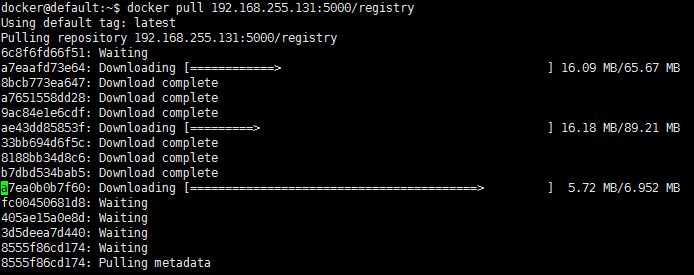 docker@default:~$ docker pull 192.168.255.131:5000/registry
Using default tag: latest
Pulling repository 192.168.255.131:5000/registry
6c8f6fd66f51: Waiting
a7eaafd73e64: Downloading [============>                                      ] 16.09 MB/65.67 MB
8bcb773ea647: Download complete
a7651558dd28: Download complete
9ac84e1e6cdf: Download complete
ae43dd85853f: Downloading [=========>                                         ] 16.18 MB/89.21 MB
33bb694d6f5c: Download complete
8188bb34d8c6: Download complete
b7dbd534bab5: Download complete
a7ea0b0b7f60: Downloading [=========================================>         ]  5.72 MB/6.952 MB
fc00450681d8: Waiting
405ae15a0e8d: Waiting
3d5deea7d440: Waiting
8555f86cd174: Waiting
8555f86cd174: Pulling metadata